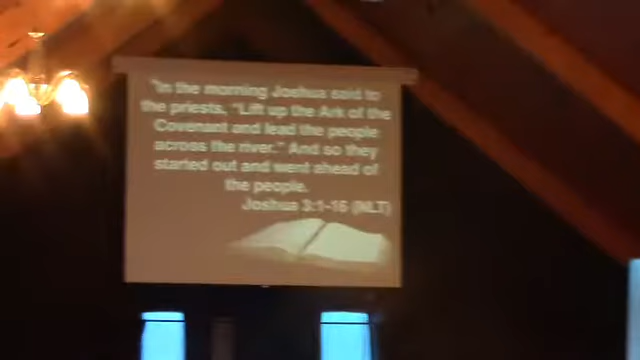 "In the morning Joshua said to
the priests, "Lift up the Ark of the
Covenant and lead the people
across the river." And so they
started out and went ahead of
the people.
Joshua 3:1-16 (NLT)